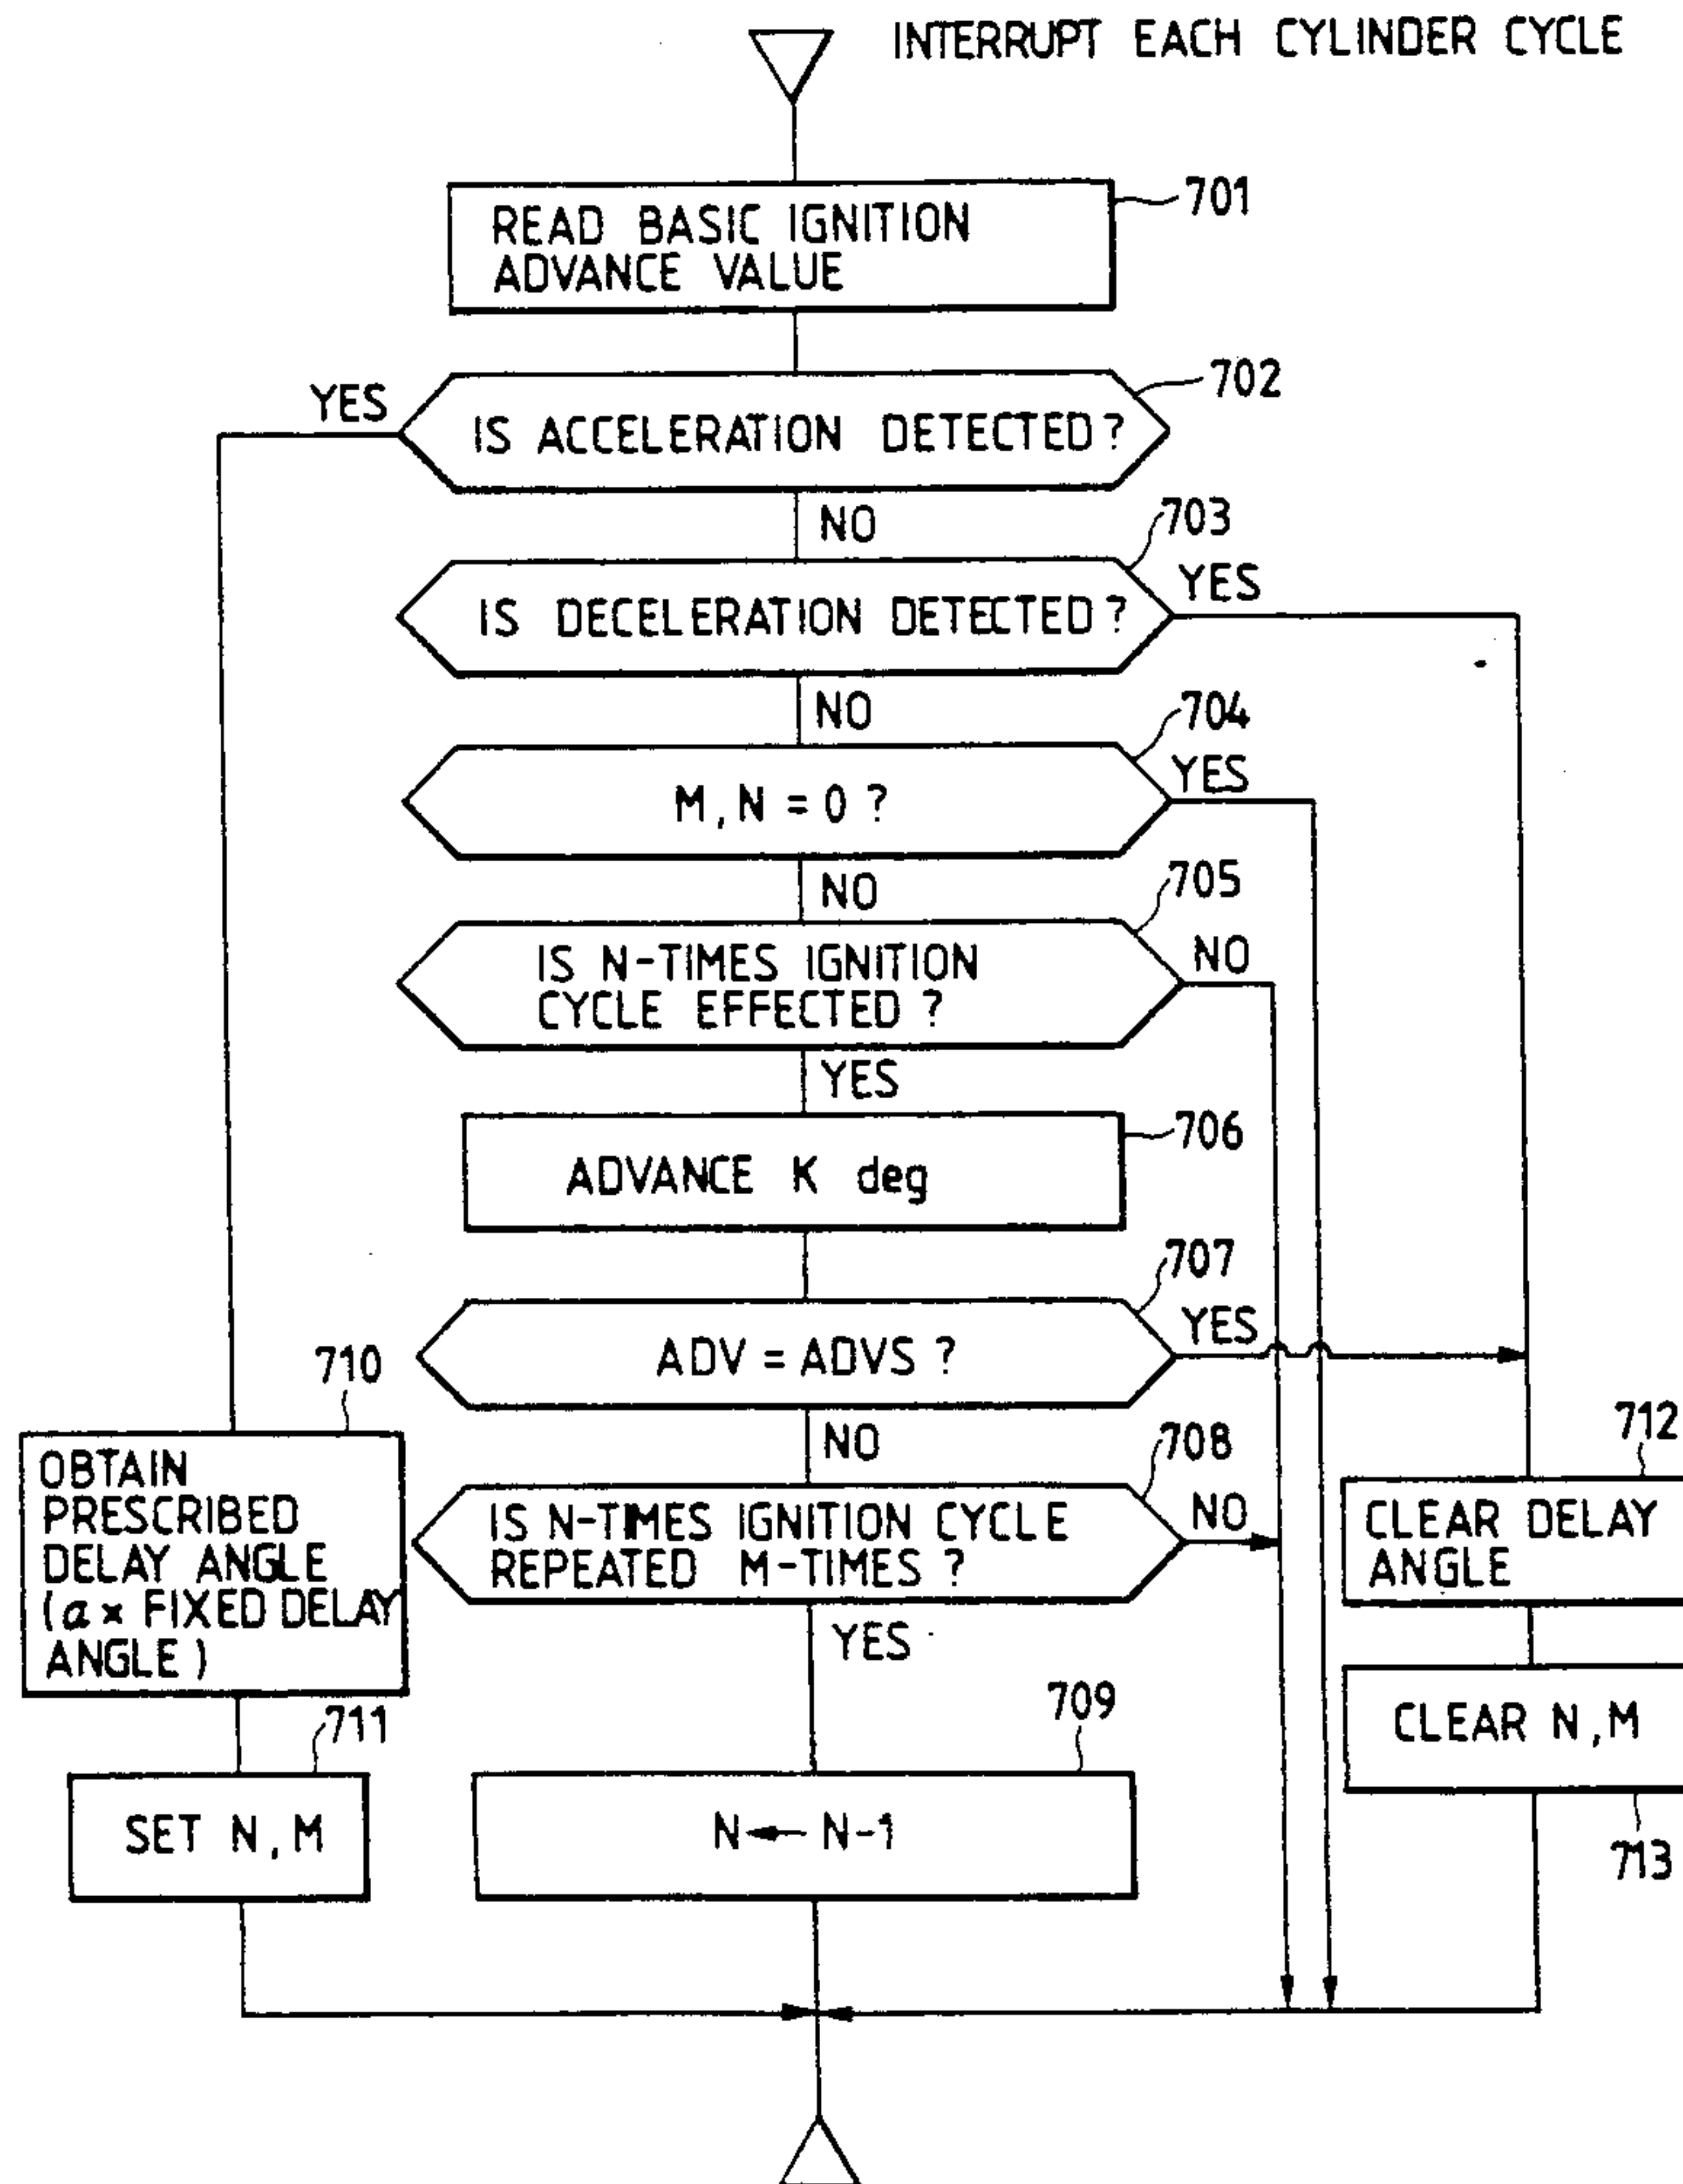 INTERRUPT EACH CYLINDER CYCLE
701
READ BASIC IGNITION
ADVANCE VALUE
702
YES
IS ACCELERATION DETECTED?
NO
703
YES
IS DECELERATION DETECTED?
NO
704
YES
M, N = 0 ?
NO
705
IS N-TIMES IGNITION
CYCLE EFFECTED ?
NO
YES
706
ADVANCE K deg
707
YES
ADV = ADVS ?
NO
710
OBTAIN
PRESCRIBED
DELAY ANGLE
(a × FIXED DELAY
ANGLE)
708
IS N-TIMES IGNITION CYCLE
REPEATED M-TIMES ?
NO
YES
712
CLEAR DELAY
ANGLE
711
SET N, M
709
N ← N-1
CLEAR N, M
713